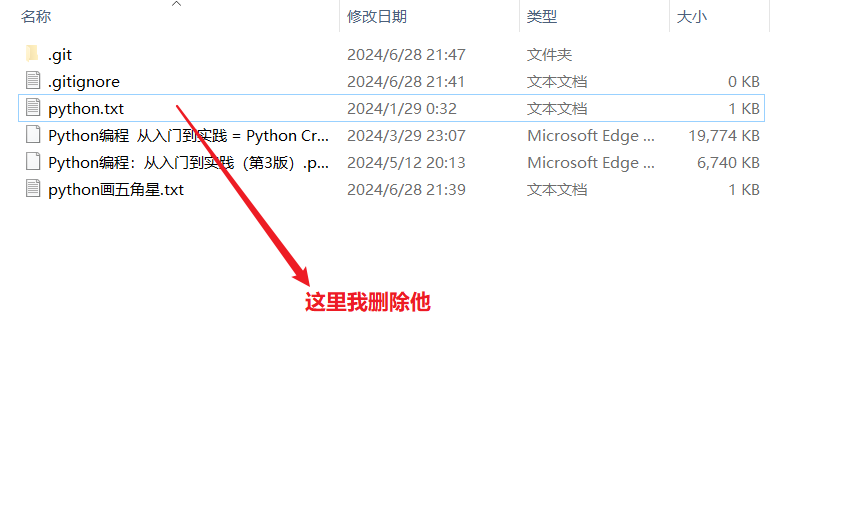 名称 修改日期 类型 大小
.git 2024/6/28 21:47 文件夹
.gitignore 2024/6/28 21:41 文本文档 0 KB
python.txt 2024/1/29 0:32 文本文档 1 KB
Python编程 从入门到实践 = Python Cr... 2024/3/29 23:07 Microsoft Edge ... 19,774 KB
Python编程：从入门到实践（第3版）.p... 2024/5/12 20:13 Microsoft Edge ... 6,740 KB
python画五角星.txt 2024/6/28 21:39 文本文档 1 KB
这里我删除他